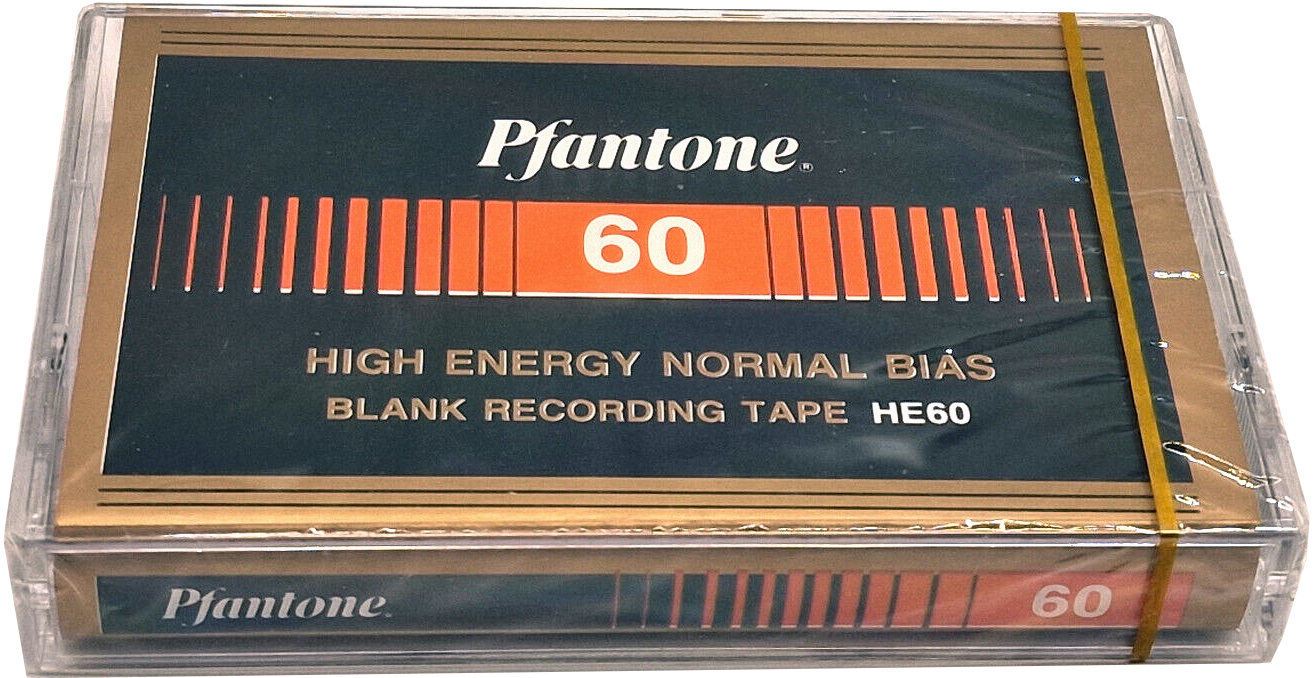 Pfantone®
60
HIGH ENERGY NORMAL BIAS
BLANK RECORDING TAPE HE60
Pfantone
60